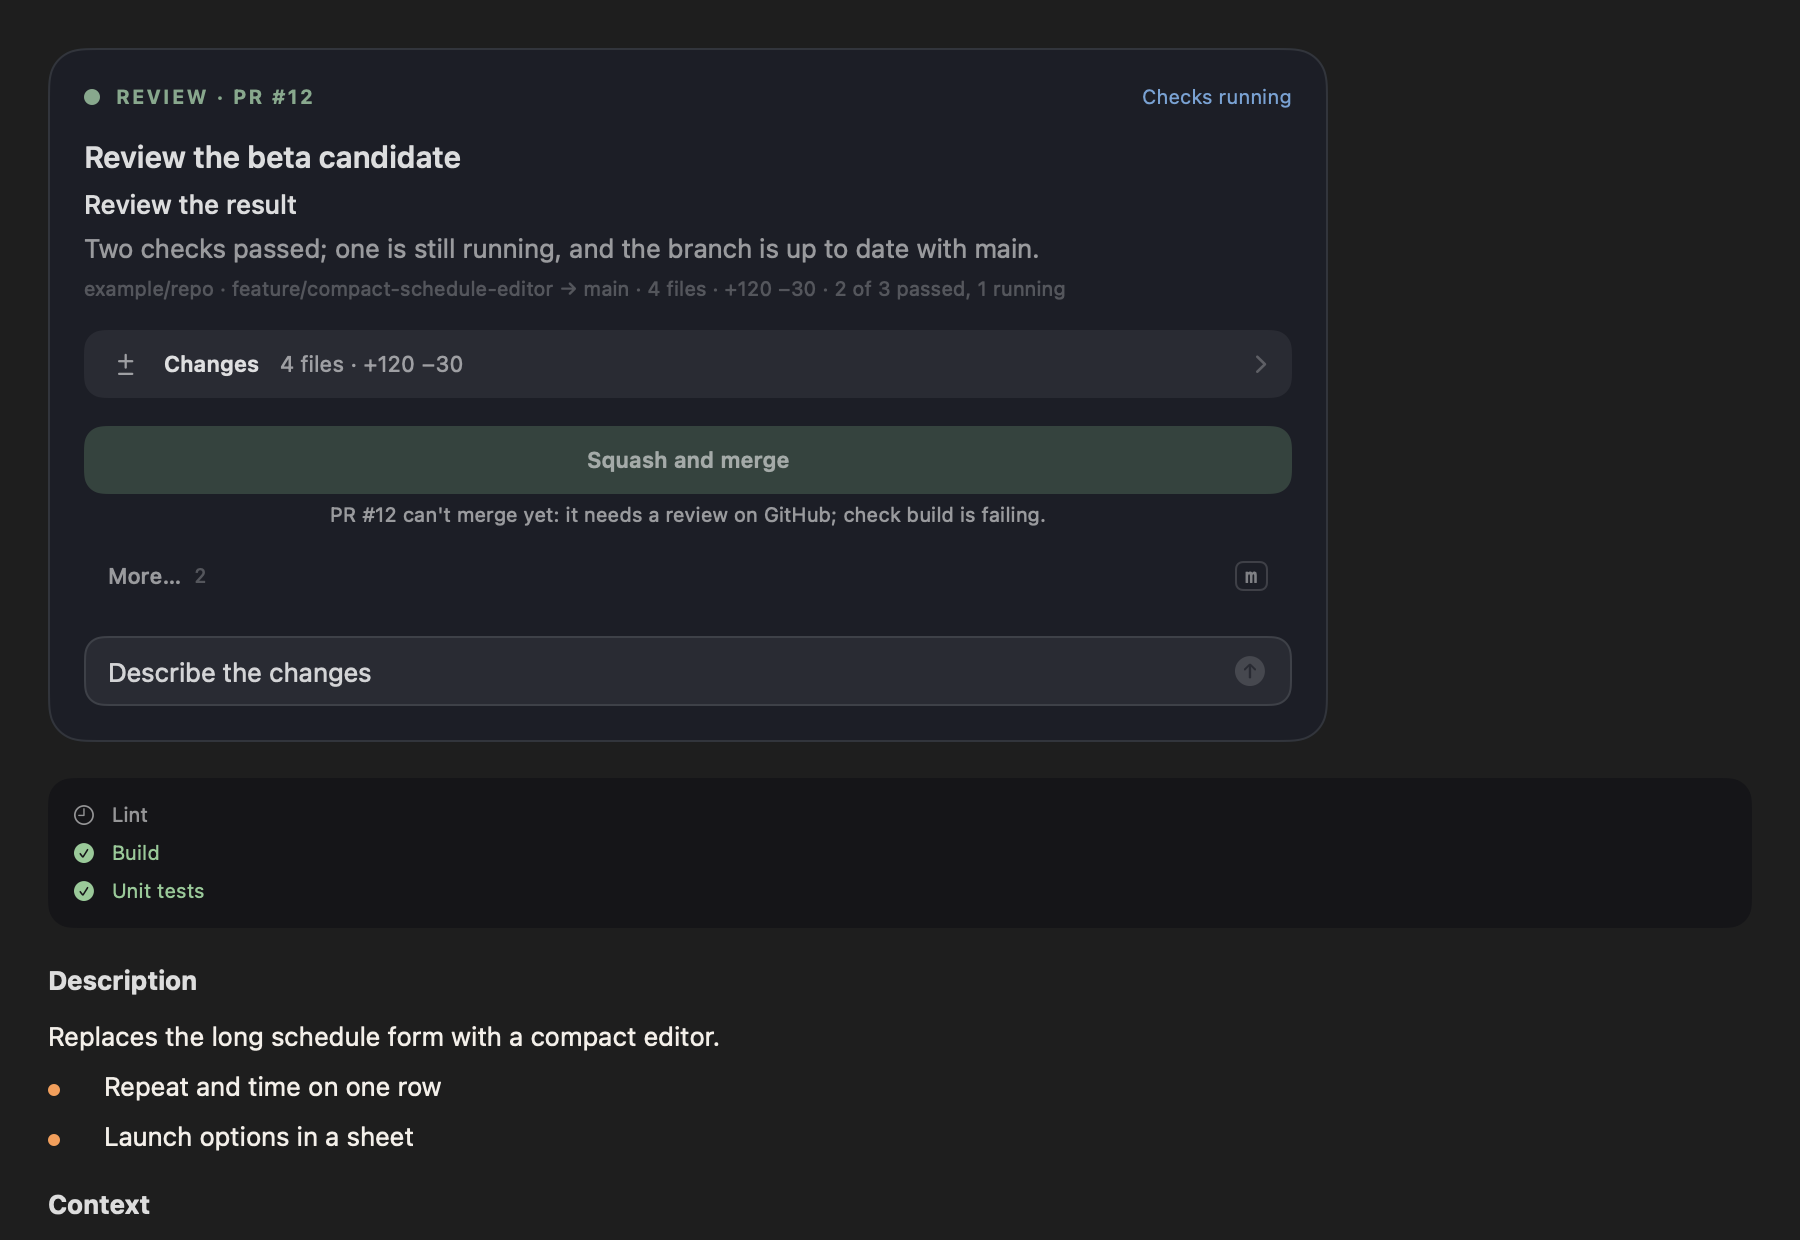 REVIEW · PR #12
Checks running
Review the beta candidate
Review the result
Two checks passed; one is still running, and the branch is up to date with main.
example/repo · feature/compact-schedule-editor → main · 4 files · +120 −30 · 2 of 3 passed, 1 running
± Changes 4 files · +120 −30
Squash and merge
PR #12 can't merge yet: it needs a review on GitHub; check build is failing.
More... 2
m
Describe the changes
Lint
Build
Unit tests
Description
Replaces the long schedule form with a compact editor.
Repeat and time on one row
Launch options in a sheet
Context